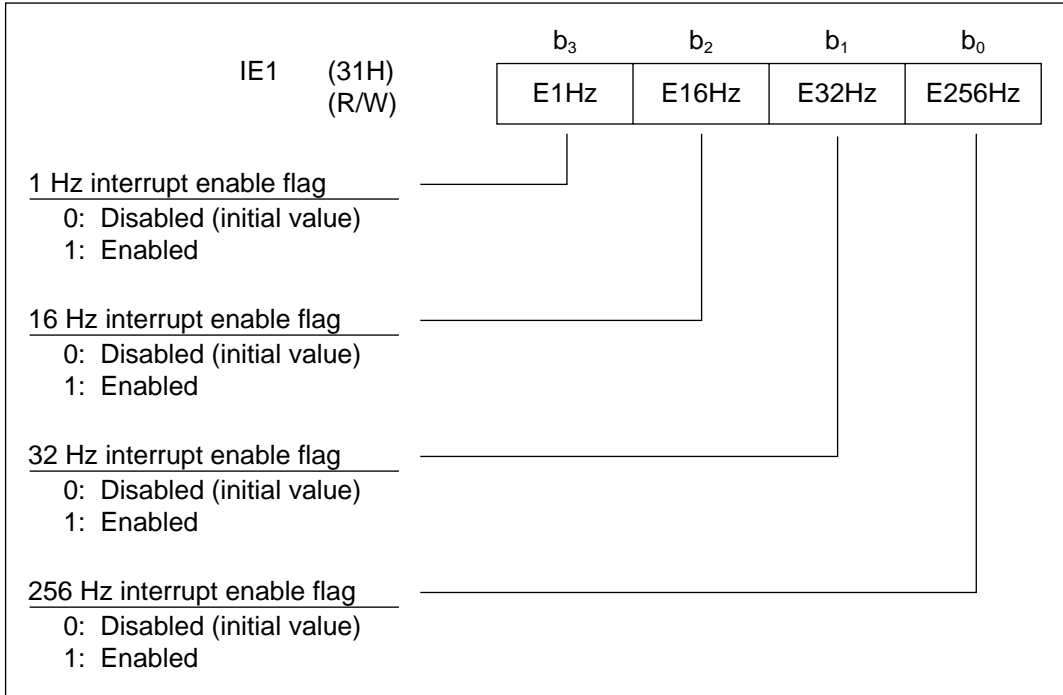 b₃ b₂ b₁ b₀
IE1 (31H)
(R/W)
E1Hz E16Hz E32Hz E256Hz
1 Hz interrupt enable flag
0: Disabled (initial value)
1: Enabled
16 Hz interrupt enable flag
0: Disabled (initial value)
1: Enabled
32 Hz interrupt enable flag
0: Disabled (initial value)
1: Enabled
256 Hz interrupt enable flag
0: Disabled (initial value)
1: Enabled